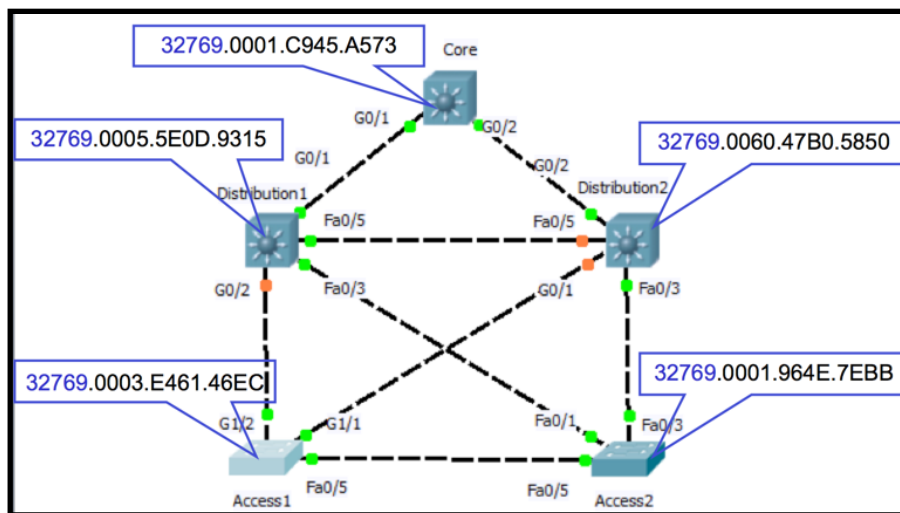 32769.0001.C945.A573
Core
G0/1
G0/2
32769.0005.5E0D.9315
32769.0060.47B0.5850
G0/1
G0/2
Distribution1
Distribution2
Fa0/5
Fa0/5
G0/2
Fa0/3
G0/1
Fa0/3
32769.0003.E461.46EC
32769.0001.964E.7EBB
G1/2
G1/1
Fa0/1
Fa0/3
Fa0/5
Fa0/5
Access1
Access2